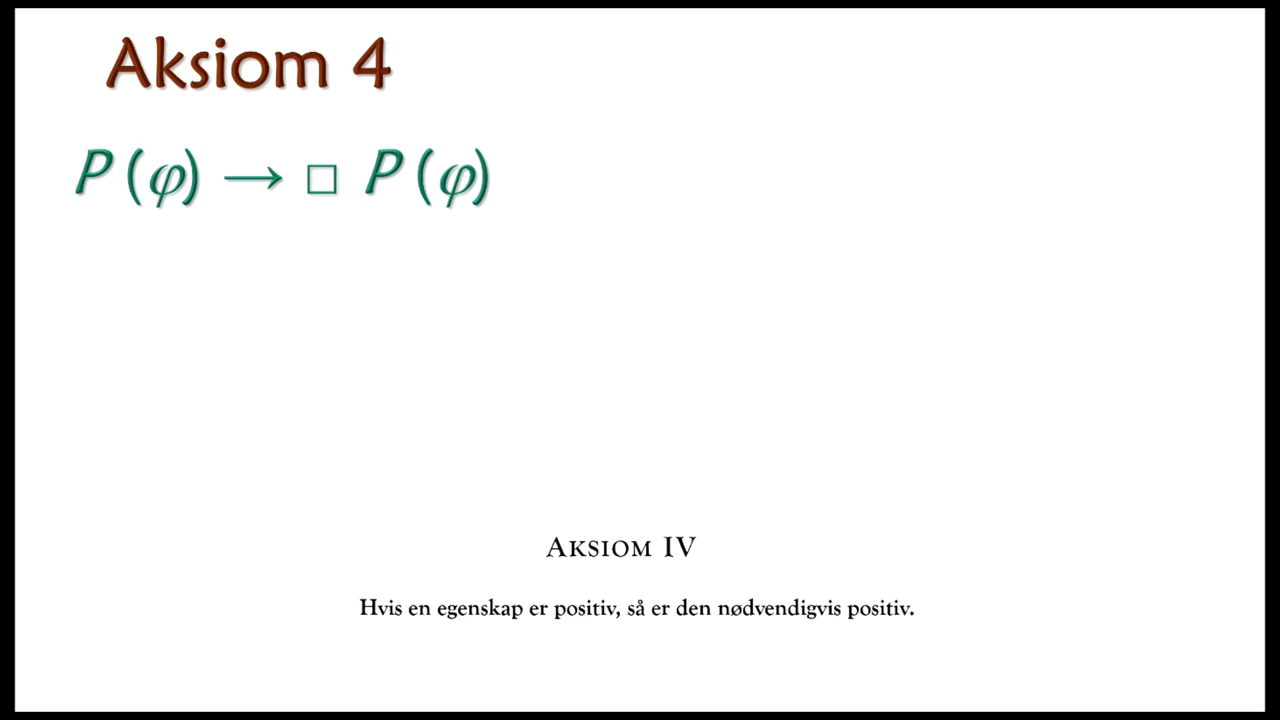 Aksiom 4
P (φ) → □ P (φ)
AKSIOM IV
Hvis en egenskap er positiv, så er den nødvendigvis positiv.